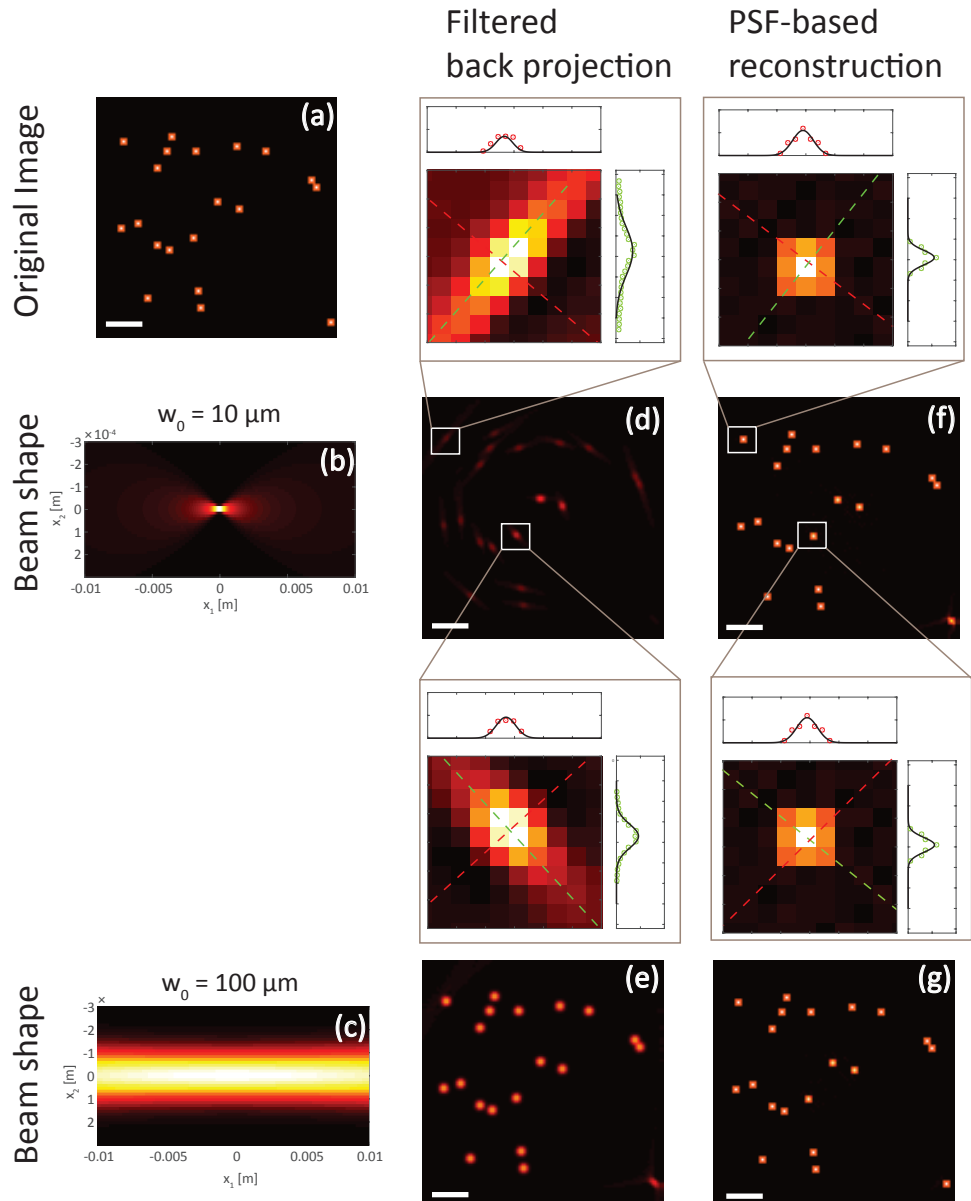 Filtered
back projection
PSF-based
reconstruction
Original Image
(a)
Beam shape
w₀ = 10 μm
× 10⁻⁴
(b)
-3
-2
-1
0
1
2
x₂ [m]
-0.01
-0.005
0
0.005
0.01
x₁ [m]
(d)
(f)
Beam shape
w₀ = 100 μm
×
(c)
-3
-2
-1
0
1
2
x₂ [m]
-0.01
-0.005
0
0.005
0.01
x₁ [m]
(e)
(g)